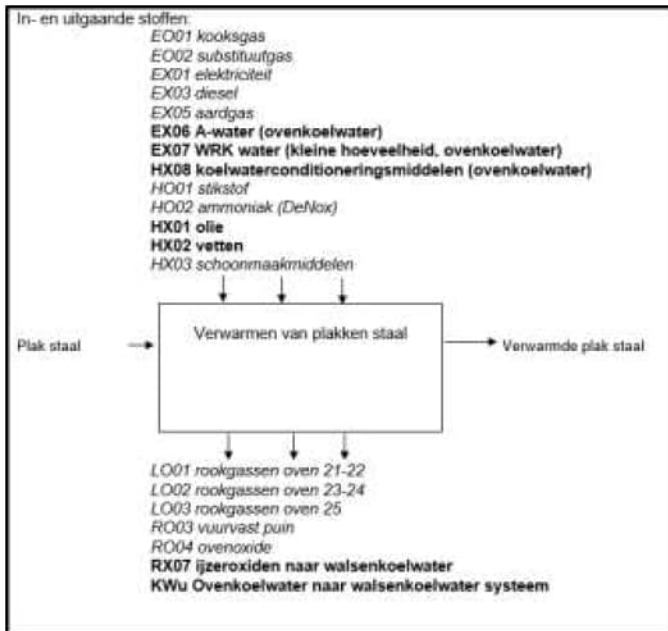 In- en uitgaande stoffen:
EO01 kooksgas
EO02 substituutgas
EX01 elektriciteit
EX03 diesel
EX05 aardgas
EX06 A-water (ovenkoelwater)
EX07 WRK water (kleine hoeveelheid, ovenkoelwater)
HX08 koelwaterconditioneringsmiddelen (ovenkoelwater)
HO01 stikstof
HO02 ammoniak (DeNox)
HX01 olie
HX02 vetten
HX03 schoonmaakmiddelen
Verwarmen van plakken staal
Plak staal
Verwarmde plak staal
LO01 rookgassen oven 21-22
LO02 rookgassen oven 23-24
LO03 rookgassen oven 25
RO03 vuurvast puin
RO04 ovenoxide
RX07 ijzeroxiden naar walsenkoelwater
KWu Ovenkoelwater naar walsenkoelwater systeem